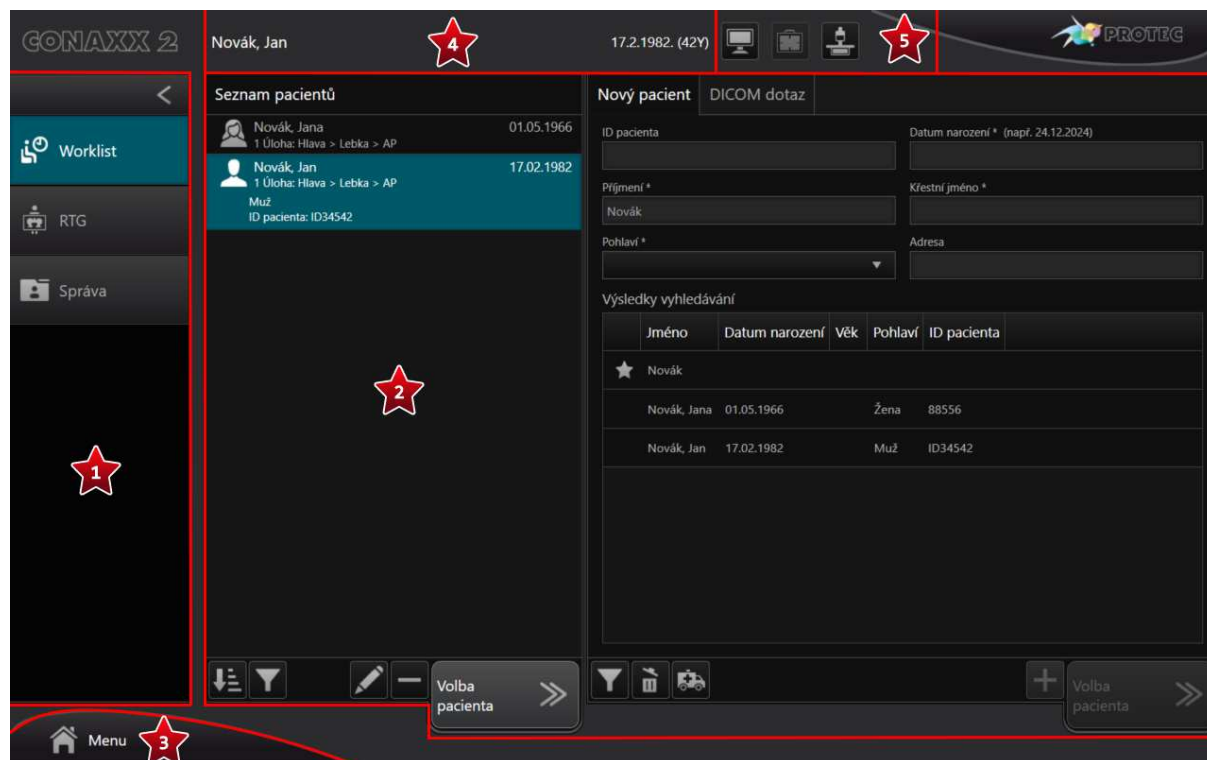 CONAXX 2
Novák, Jan
4
17.2.1982. (42Y)
5
PROTEC
Worklist
RTG
Správa
1
Seznam pacientů
Novák, Jana 01.05.1966
1 Úloha: Hlava > Lebka > AP
Novák, Jan 17.02.1982
1 Úloha: Hlava > Lebka > AP
Muž
ID pacienta: ID34542
2
Volba
pacienta
Nový pacient DICOM dotaz
ID pacienta Datum narození * (např. 24.12.2024)
Příjmení * Křestní jméno *
Novák
Pohlaví * Adresa
Výsledky vyhledávání
Jméno Datum narození Věk Pohlaví ID pacienta
Novák
Novák, Jana 01.05.1966 Žena 88556
Novák, Jan 17.02.1982 Muž ID34542
Volba
pacienta
Menu
3